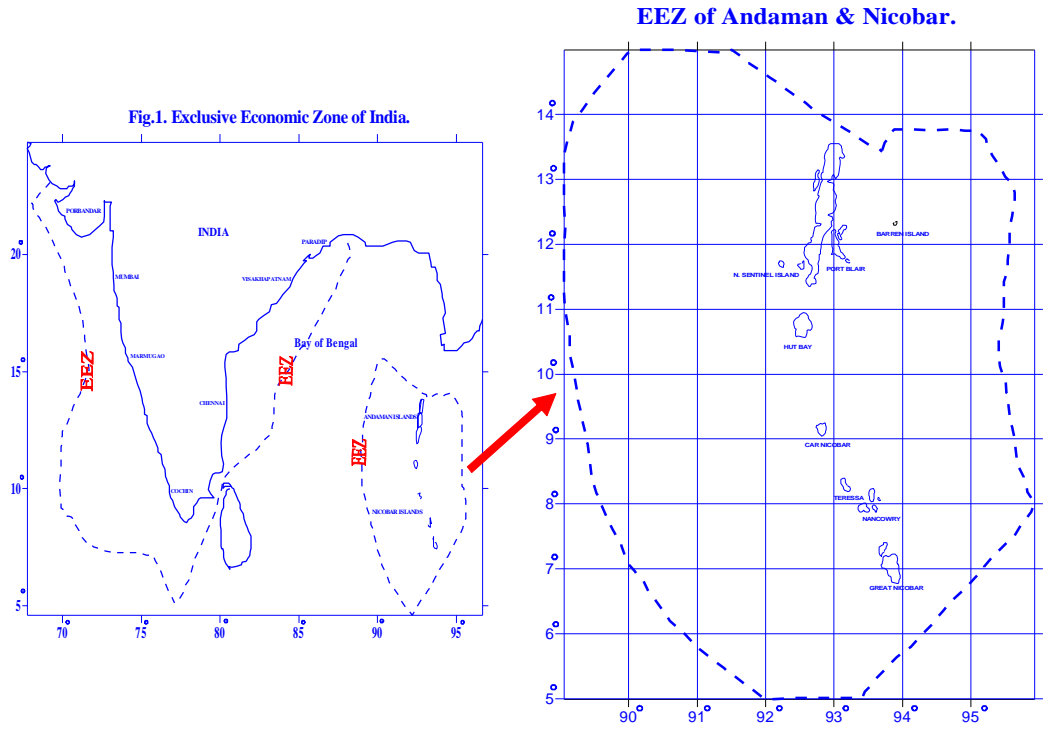 EEZ of Andaman & Nicobar.
Fig.1. Exclusive Economic Zone of India.
PORBANDAR
INDIA
PARADIP
MUMBAI
VISAKHAPATNAM
Bay of Bengal
MARMUGAO
EEZ
EEZ
CHENNAI
ANDAMAN ISLANDS
EEZ
COCHIN
NICOBAR ISLANDS
20°
15°
10°
5°
70° 75° 80° 85° 90° 95°
14°
13°
12°
11°
10°
9°
8°
7°
6°
5°
BARREN ISLAND
PORT BLAIR
N. SENTINEL ISLAND
HUT BAY
CAR NICOBAR
TERESSA
NANCOWRY
GREAT NICOBAR
90° 91° 92° 93° 94° 95°